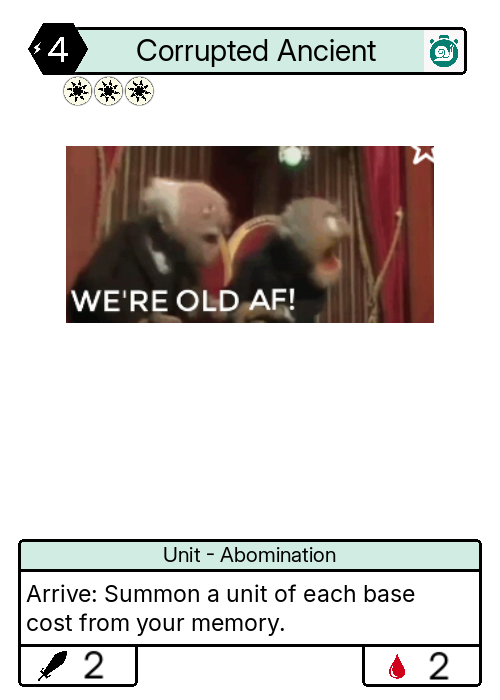 4
Corrupted Ancient
WE'RE OLD AF!
Unit - Abomination
Arrive: Summon a unit of each base
cost from your memory.
2
2